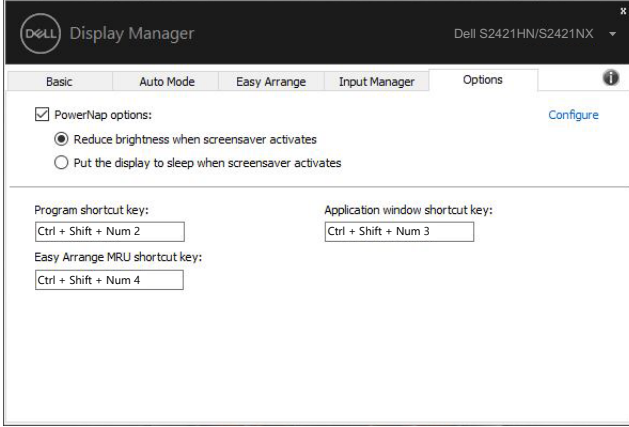 DELL Display Manager
Dell S2421HN/S2421NX
x
Basic Auto Mode Easy Arrange Input Manager Options i
PowerNap options: Configure
Reduce brightness when screensaver activates
Put the display to sleep when screensaver activates
Program shortcut key: Application window shortcut key:
Ctrl + Shift + Num 2 Ctrl + Shift + Num 3
Easy Arrange MRU shortcut key:
Ctrl + Shift + Num 4